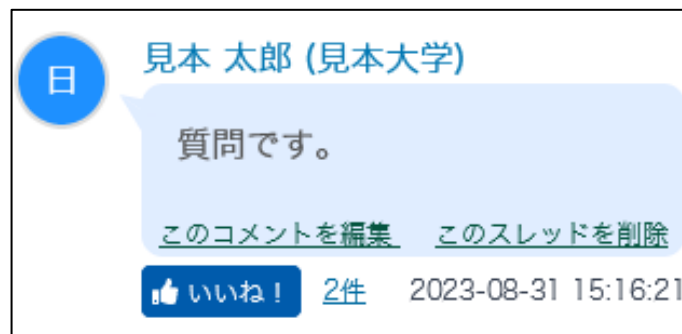 日
見本 太郎 (見本大学)
質問です。
このコメントを編集 このスレッドを削除
いいね! 2件 2023-08-31 15:16:21